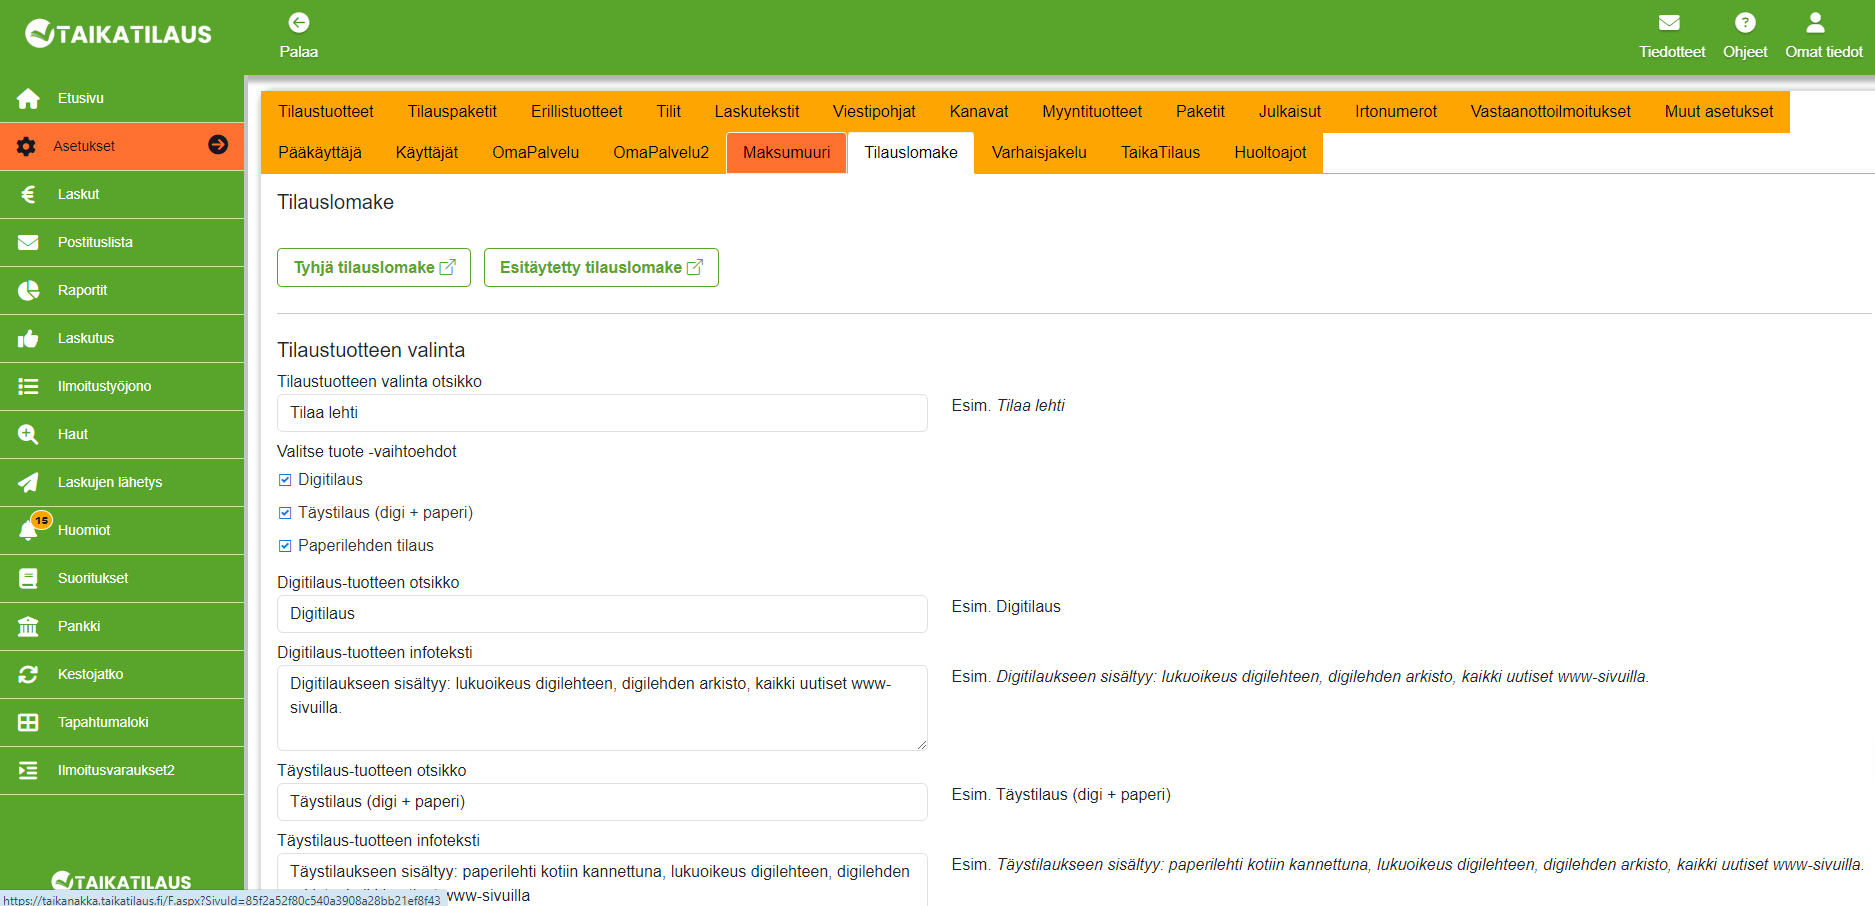 TAIKATILAUS
Palaa
Tiedotteet
Ohjeet
Omat tiedot
Etusivu
Asetukset
Laskut
Postituslista
Raportit
Laskutus
Ilmoitustyöjono
Haut
Laskujen lähetys
15
Huomiot
Suoritukset
Pankki
Kestojatko
Tapahtumaloki
Ilmoitusvaraukset2
TAIKATILAUS
https://taikanakka.taikatilaus.fi/F.aspx?SivuId=85f2a52f80c540a3908a28bb21ef8f43
Tilaustuotteet Tilauspaketit Erillistuotteet Tilit Laskutekstit Viestipohjat Kanavat Myyntituotteet Paketit Julkaisut Irtonumerot Vastaanottoilmoitukset Muut asetukset
Pääkäyttäjä Käyttäjät OmaPalvelu OmaPalvelu2 Maksumuuri Tilauslomake Varhaisjakelu TaikaTilaus Huoltoajot
Tilauslomake
Tyhjä tilauslomake Esitäytetty tilauslomake
Tilaustuotteen valinta
Tilaustuotteen valinta otsikko
Tilaa lehti
Esim. Tilaa lehti
Valitse tuote -vaihtoehdot
Digitilaus
Täystilaus (digi + paperi)
Paperilehden tilaus
Digitilaus-tuotteen otsikko
Digitilaus
Esim. Digitilaus
Digitilaus-tuotteen infoteksti
Digitilaukseen sisältyy: lukuoikeus digilehteen, digilehden arkisto, kaikki uutiset www-
sivuilla.
Esim. Digitilaukseen sisältyy: lukuoikeus digilehteen, digilehden arkisto, kaikki uutiset www-sivuilla.
Täystilaus-tuotteen otsikko
Täystilaus (digi + paperi)
Esim. Täystilaus (digi + paperi)
Täystilaus-tuotteen infoteksti
Täystilaukseen sisältyy: paperilehti kotiin kannettuna, lukuoikeus digilehteen, digilehden
www-sivuilla
Esim. Täystilaukseen sisältyy: paperilehti kotiin kannettuna, lukuoikeus digilehteen, digilehden arkisto, kaikki uutiset www-sivuilla.